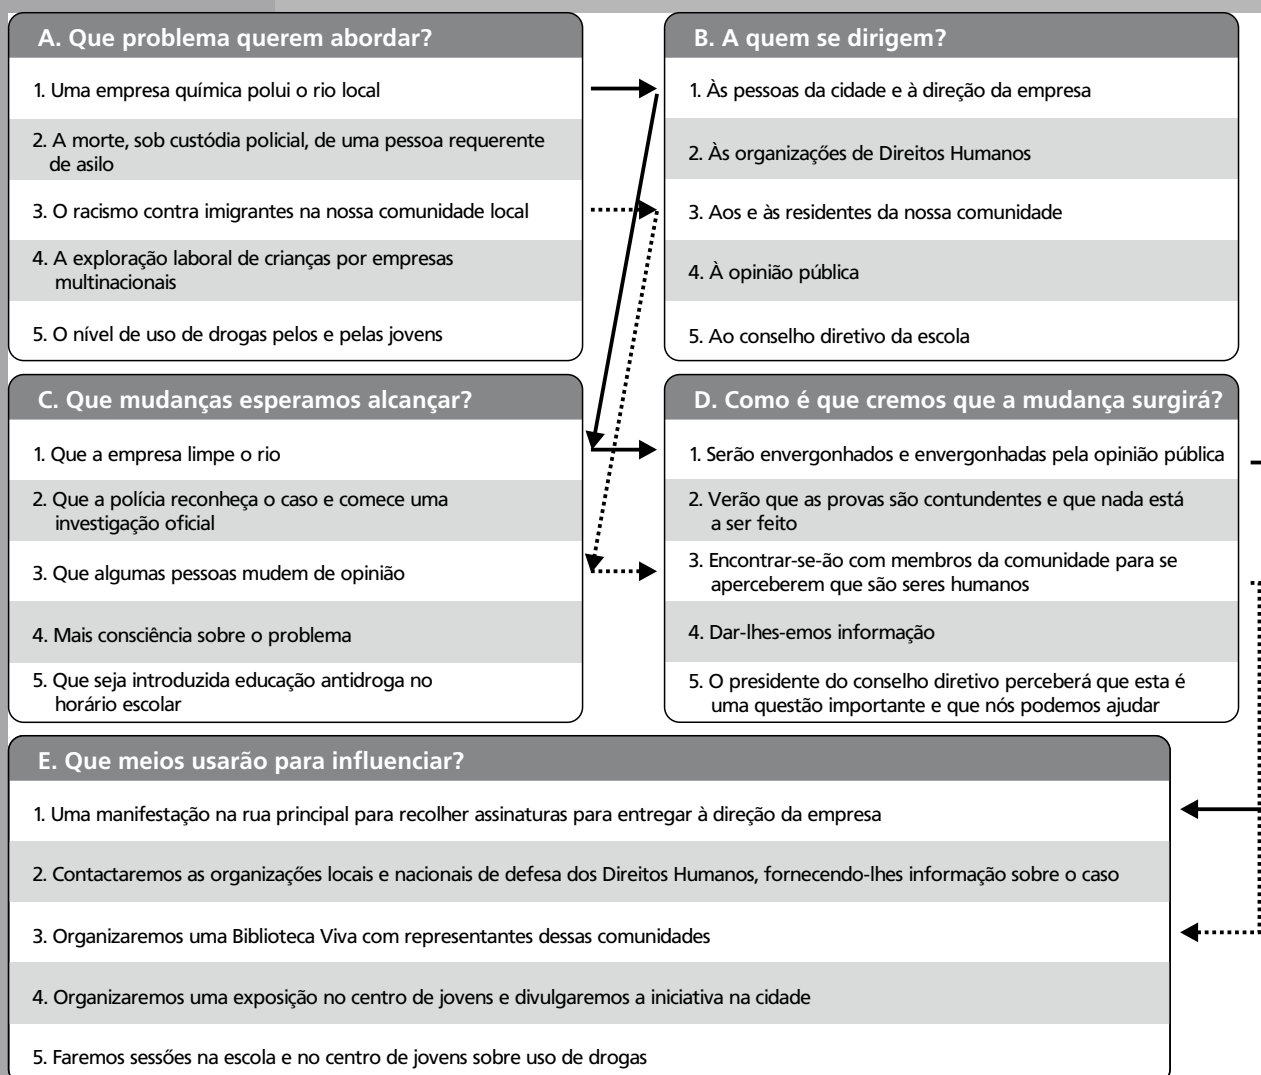 A. Que problema querem abordar?
1. Uma empresa química polui o rio local
2. A morte, sob custódia policial, de uma pessoa requerente
de asilo
3. O racismo contra imigrantes na nossa comunidade local
4. A exploração laboral de crianças por empresas
multinacionais
5. O nível de uso de drogas pelos e pelas jovens
B. A quem se dirigem?
1. Às pessoas da cidade e à direção da empresa
2. Às organizações de Direitos Humanos
3. Aos e às residentes da nossa comunidade
4. À opinião pública
5. Ao conselho diretivo da escola
C. Que mudanças esperamos alcançar?
1. Que a empresa limpe o rio
2. Que a polícia reconheça o caso e comece uma
investigação oficial
3. Que algumas pessoas mudem de opinião
4. Mais consciência sobre o problema
5. Que seja introduzida educação antidroga no
horário escolar
D. Como é que cremos que a mudança surgirá?
1. Serão envergonhados e envergonhadas pela opinião pública
2. Verão que as provas são contundentes e que nada está
a ser feito
3. Encontrar-se-ão com membros da comunidade para se
aperceberem que são seres humanos
4. Dar-lhes-emos informação
5. O presidente do conselho diretivo perceberá que esta é
uma questão importante e que nós podemos ajudar
E. Que meios usarão para influenciar?
1. Uma manifestação na rua principal para recolher assinaturas para entregar à direção da empresa
2. Contactaremos as organizações locais e nacionais de defesa dos Direitos Humanos, fornecendo-lhes informação sobre o caso
3. Organizaremos uma Biblioteca Viva com representantes dessas comunidades
4. Organizaremos uma exposição no centro de jovens e divulgaremos a iniciativa na cidade
5. Faremos sessões na escola e no centro de jovens sobre uso de drogas